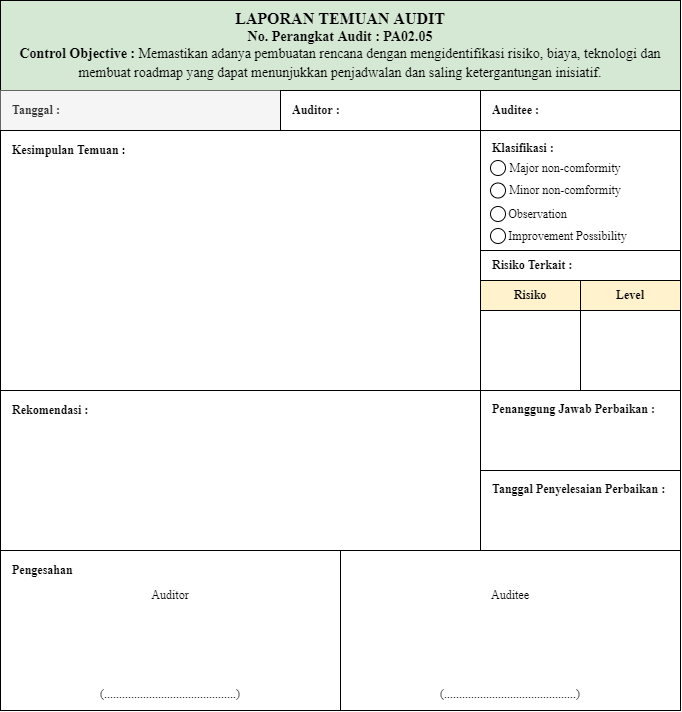 LAPORAN TEMUAN AUDIT
No. Perangkat Audit : PA02.05
Control Objective : Memastikan adanya pembuatan rencana dengan mengidentifikasi risiko, biaya, teknologi dan
membuat roadmap yang dapat menunjukkan penjadwalan dan saling ketergantungan inisiatif.
Tanggal :
Auditor :
Auditee :
Kesimpulan Temuan :
Klasifikasi :
Major non-comformity
Minor non-comformity
Observation
Improvement Possibility
Risiko Terkait :
Risiko
Level
Rekomendasi :
Penanggung Jawab Perbaikan :
Tanggal Penyelesaian Perbaikan :
Pengesahan
Auditor
Auditee
(............................................)
(............................................)